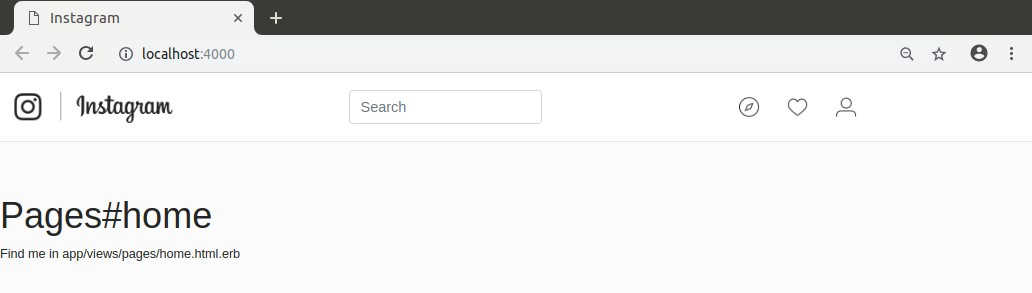 Instagram
localhost:4000
Instagram
Search
Pages#home
Find me in app/views/pages/home.html.erb